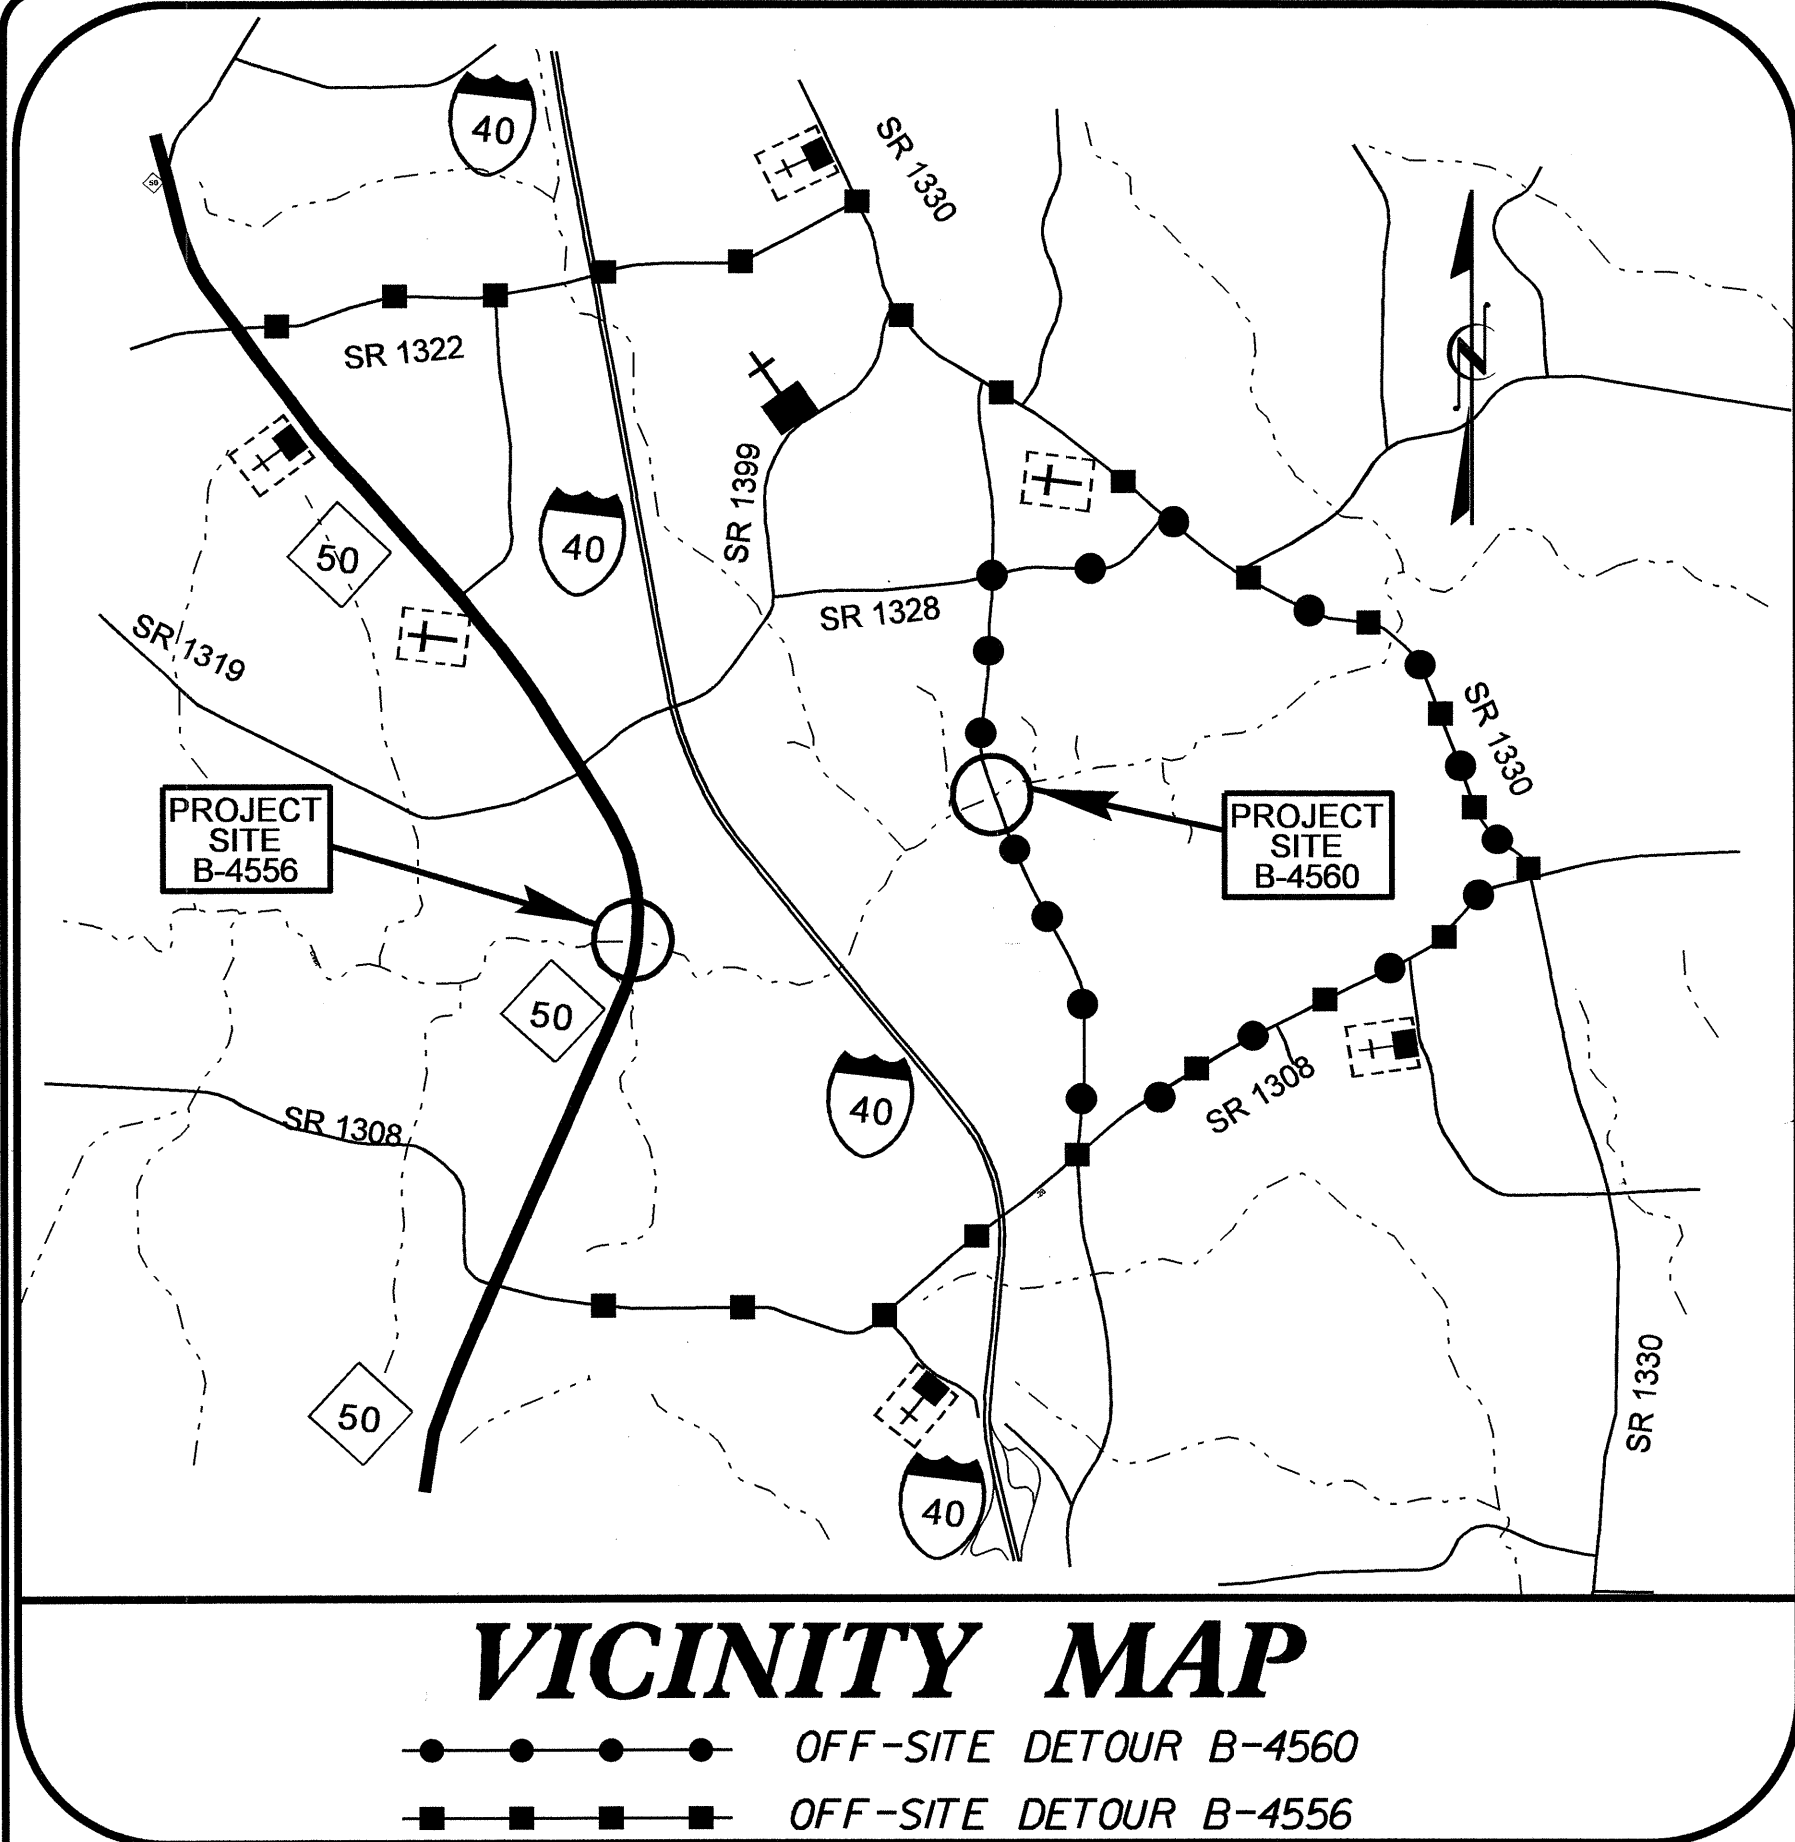 40
SR 1330
50
SR 1322
N
SR 1399
40
50
SR 1328
SR 1319
SR 1330
PROJECT
SITE
B-4556
PROJECT
SITE
B-4560
50
40
SR 1308
SR 1308
50
SR 1330
40
VICINITY MAP
OFF-SITE DETOUR B-4560
OFF-SITE DETOUR B-4556